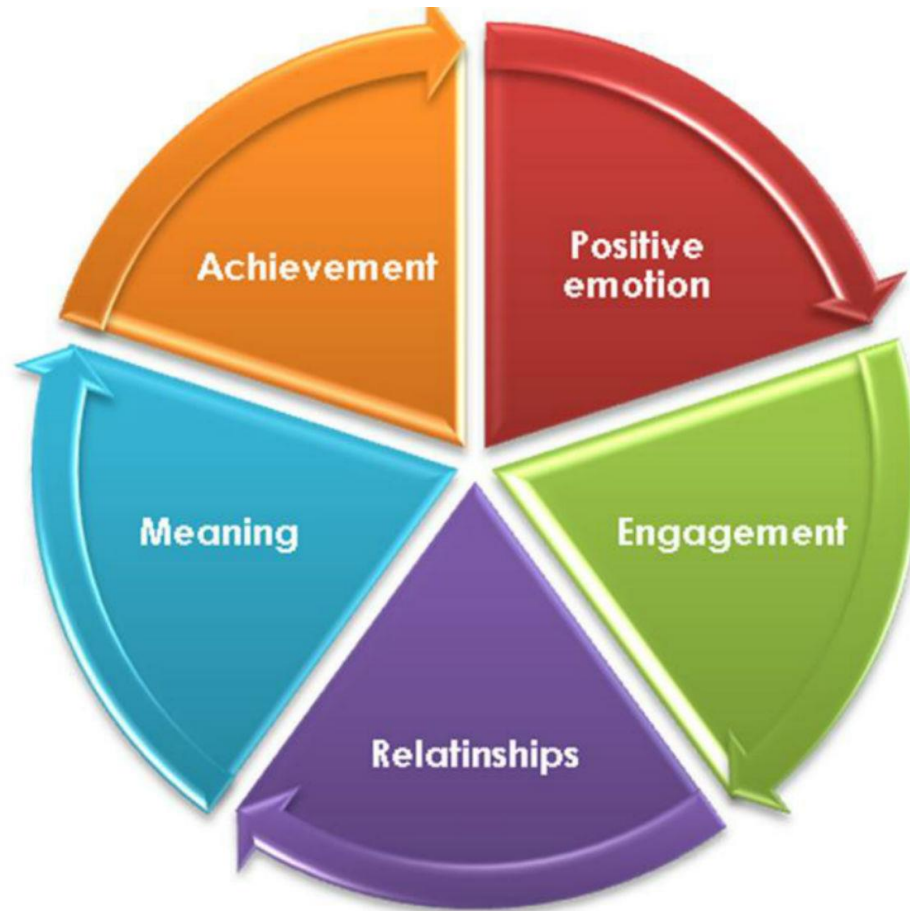 Achievement
Positive
emotion
Meaning
Engagement
Relatinships